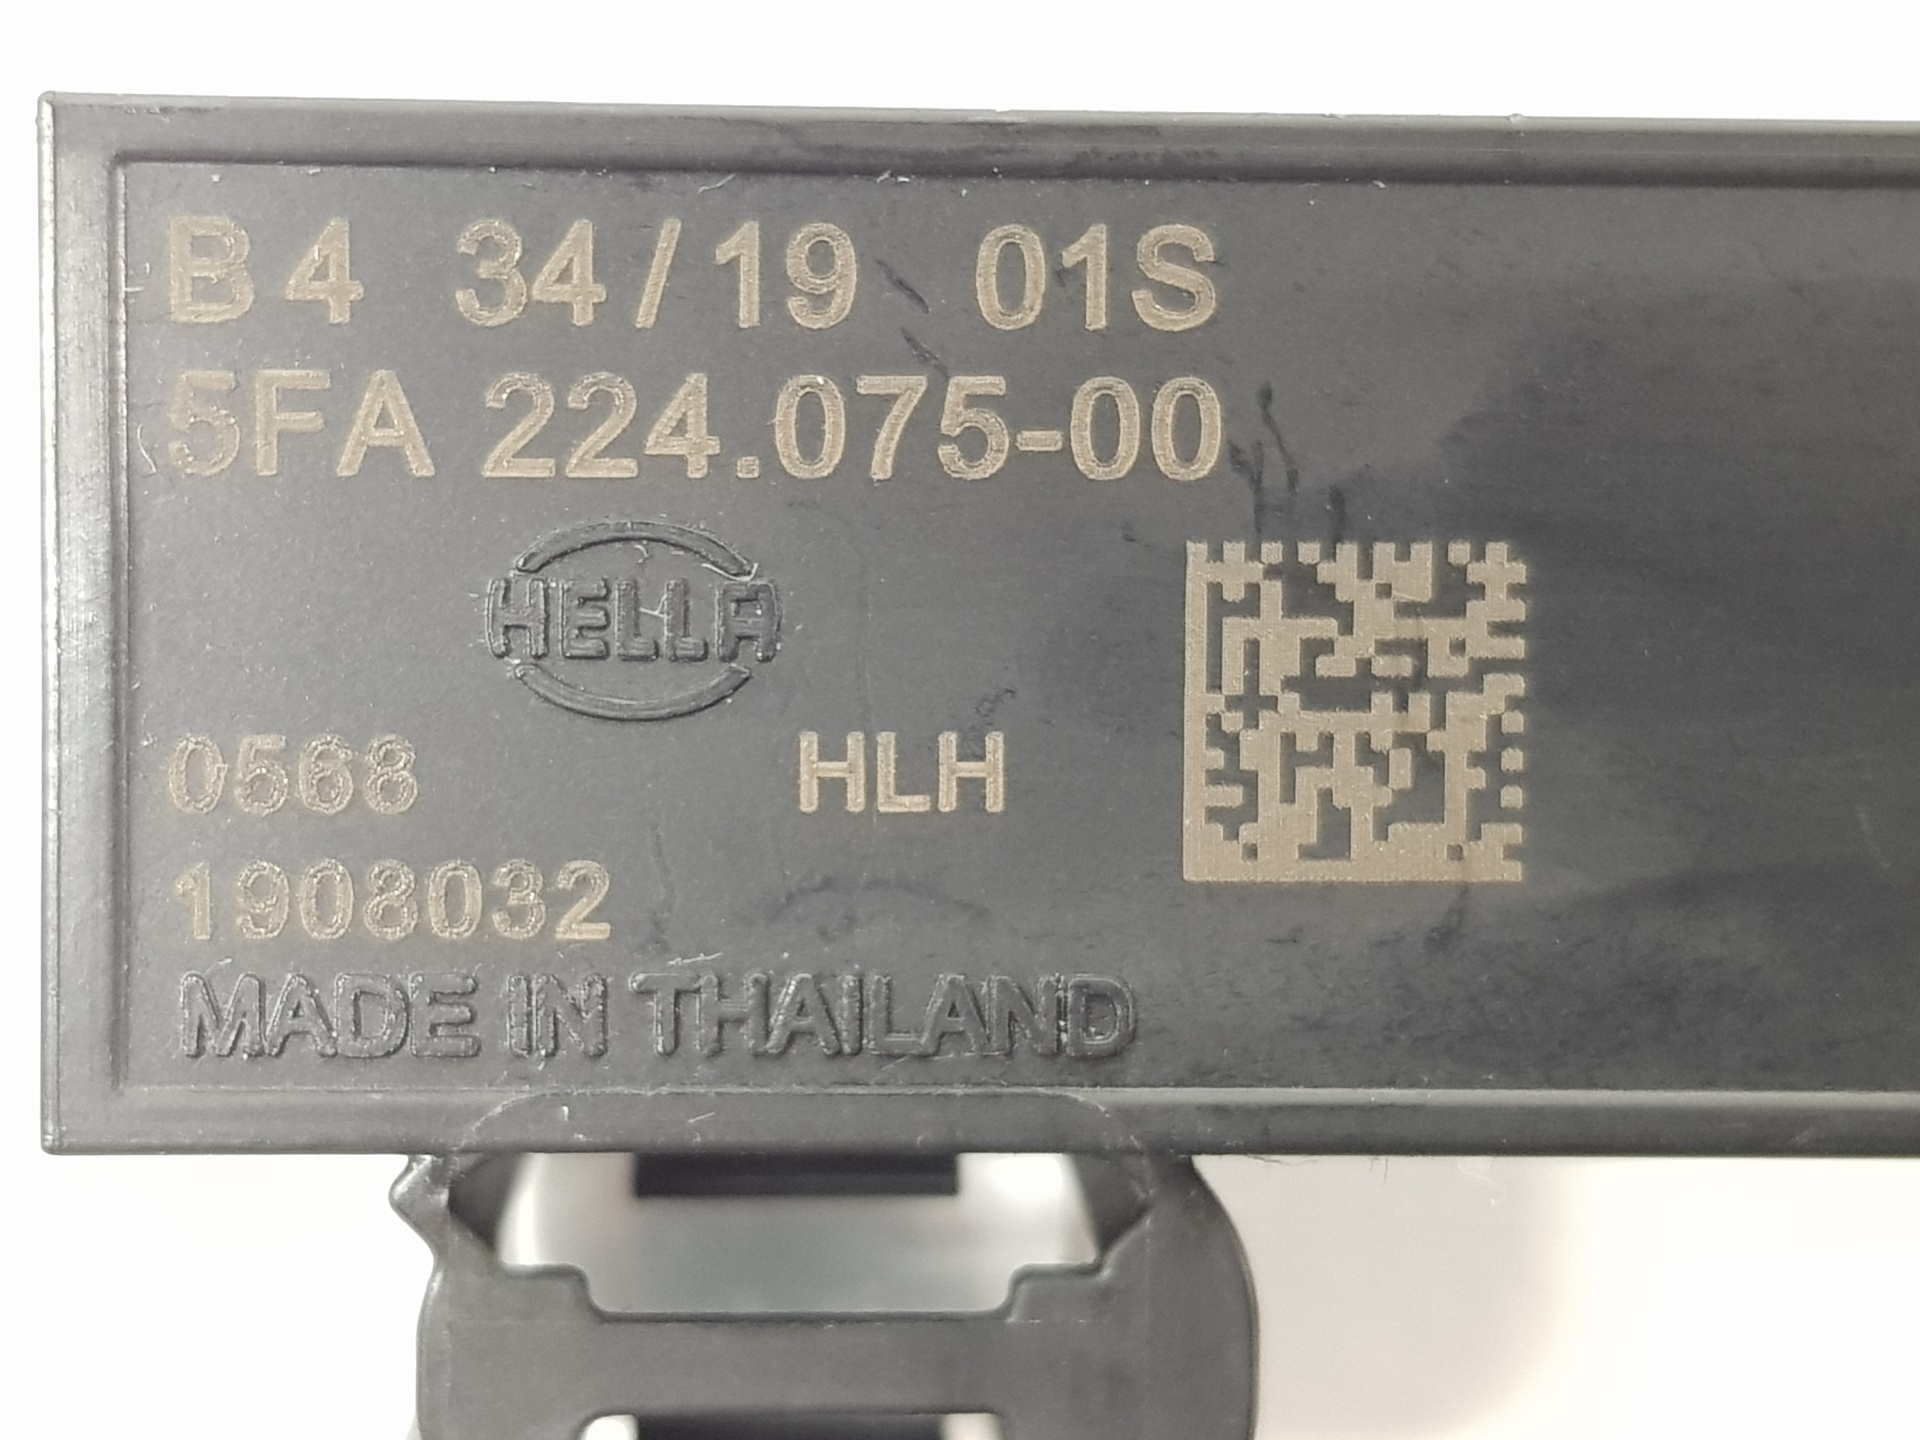 B4 34/19 01S
5FA 224.075-00
HELLA
0568 HLH
1908032
MADE IN THAILAND